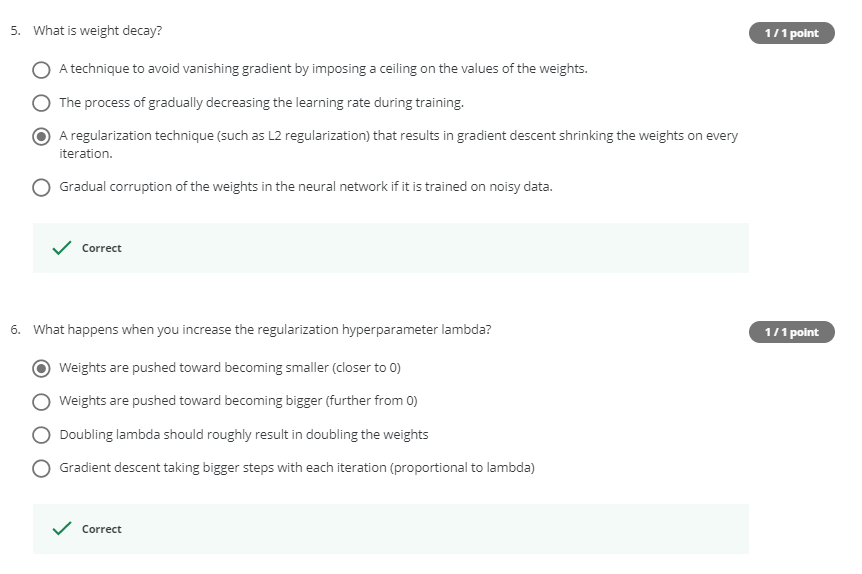 5. What is weight decay?
1 / 1 point
A technique to avoid vanishing gradient by imposing a ceiling on the values of the weights.
The process of gradually decreasing the learning rate during training.
A regularization technique (such as L2 regularization) that results in gradient descent shrinking the weights on every
iteration.
Gradual corruption of the weights in the neural network if it is trained on noisy data.
Correct
6. What happens when you increase the regularization hyperparameter lambda?
1 / 1 point
Weights are pushed toward becoming smaller (closer to 0)
Weights are pushed toward becoming bigger (further from 0)
Doubling lambda should roughly result in doubling the weights
Gradient descent taking bigger steps with each iteration (proportional to lambda)
Correct